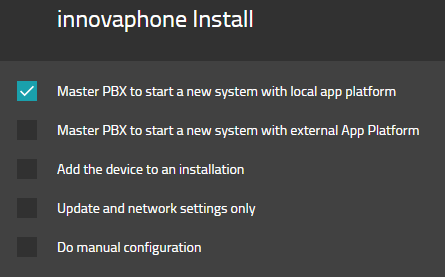 innovaphone Install
Master PBX to start a new system with local app platform
Master PBX to start a new system with external App Platform
Add the device to an installation
Update and network settings only
Do manual configuration